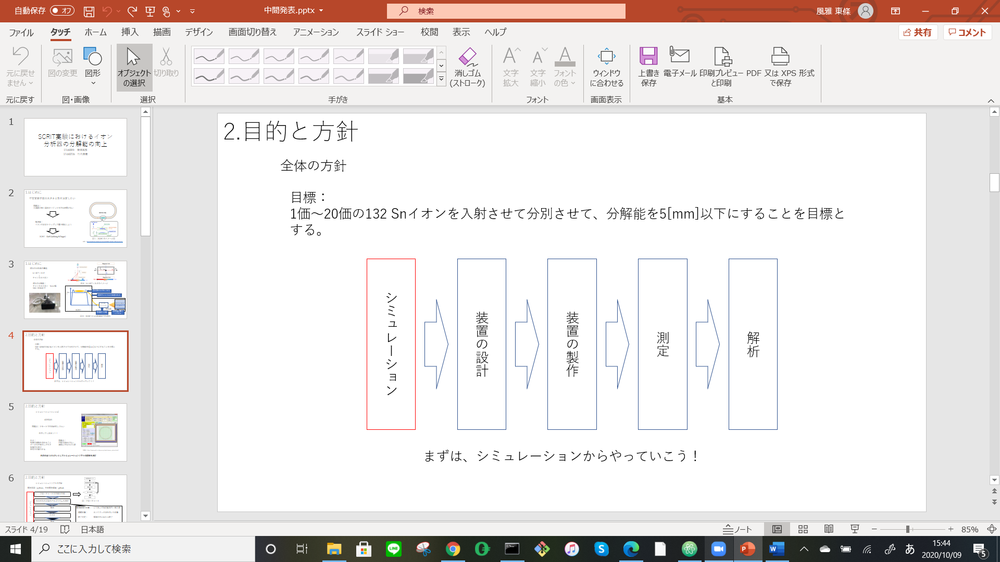 自動保存 オフ
中間発表.pptx
検索
風雅 東條
ファイル タッチ ホーム 挿入 描画 デザイン 画面切り替え アニメーション スライド ショー 校閲 表示 ヘルプ
共有 コメント
元に戻せません
図の変更
図形
オブジェクトの選択
切り取り
消しゴム
(ストローク)
文字拡大
文字縮小
フォントの色
ウィンドウに合わせる
上書き保存
電子メール
印刷プレビューと印刷
PDF 又は XPS 形式で保存
元に戻す 図・画像 選択 手がき フォント 画面表示 基本
1
SCRIT実験におけるイオン
分析器の分解能の向上
2
1.はじめに
3
1.はじめに
4
2.目的と方針
5
2.目的と方針
6
2.目的と方針
2.目的と方針
全体の方針
目標：
1価～20価の132 Snイオンを入射させて分別させて、分解能を5[mm]以下にすることを目標と
する。
シミュレーション
装置の設計
装置の製作
測定
解析
まずは、シミュレーションからやっていこう！
スライド 4/19 日本語
ノート
85%
ここに入力して検索
あ
15:44
2020/10/09
5